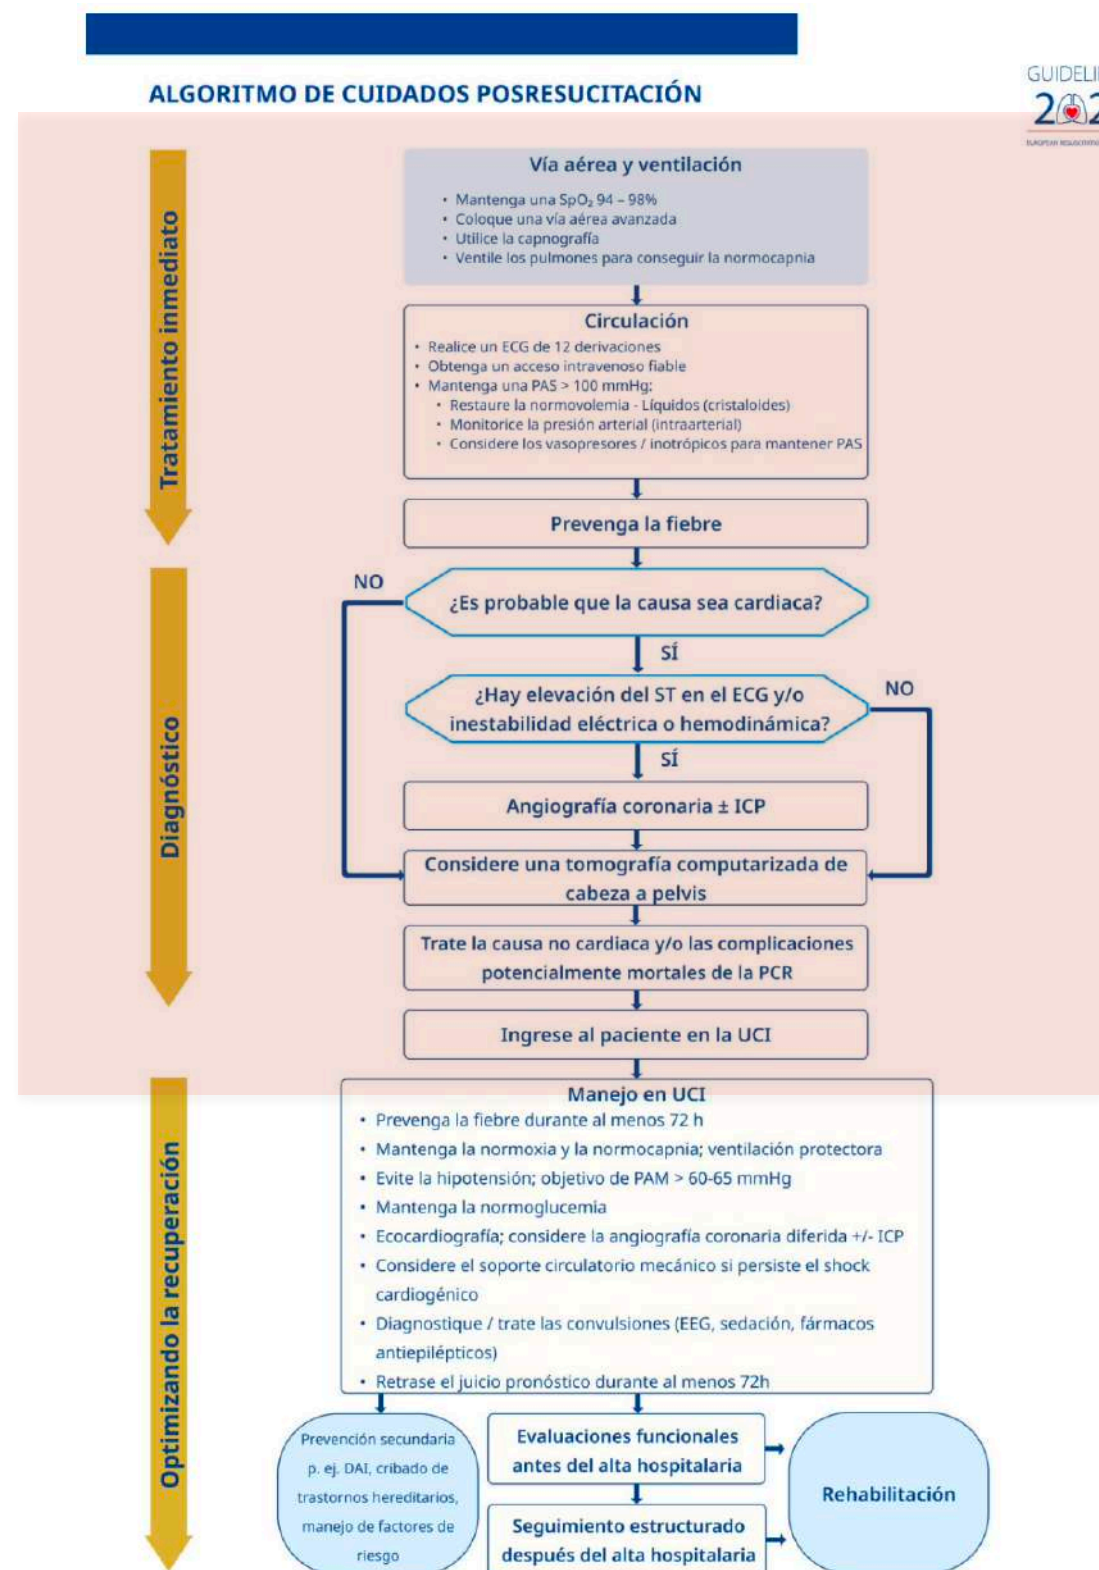 ALGORITMO DE CUIDADOS POSRESUCITACIÓN
Tratamiento inmediato
Vía aérea y ventilación
• Mantenga una SpO₂ 94 – 98%
• Coloque una vía aérea avanzada
• Utilice la capnografía
• Ventile los pulmones para conseguir la normocapnia
Circulación
• Realice un ECG de 12 derivaciones
• Obtenga un acceso intravenoso fiable
• Mantenga una PAS > 100 mmHg:
• Restaure la normovolemia - Líquidos (cristaloides)
• Monitorice la presión arterial (intraarterial)
• Considere los vasopresores / inotrópicos para mantener PAS
Prevenga la fiebre
Diagnóstico
NO
¿Es probable que la causa sea cardiaca?
SÍ
¿Hay elevación del ST en el ECG y/o
inestabilidad eléctrica o hemodinámica?
NO
SÍ
Angiografía coronaria ± ICP
Considere una tomografía computarizada de
cabeza a pelvis
Trate la causa no cardiaca y/o las complicaciones
potencialmente mortales de la PCR
Ingrese al paciente en la UCI
Optimizando la recuperación
Manejo en UCI
• Prevenga la fiebre durante al menos 72 h
• Mantenga la normoxia y la normocapnia; ventilación protectora
• Evite la hipotensión; objetivo de PAM > 60-65 mmHg
• Mantenga la normoglucemia
• Ecocardiografía; considere la angiografía coronaria diferida +/- ICP
• Considere el soporte circulatorio mecánico si persiste el shock
cardiogénico
• Diagnostique / trate las convulsiones (EEG, sedación, fármacos
antiepilépticos)
• Retrase el juicio pronóstico durante al menos 72h
Prevención secundaria
p. ej. DAI, cribado de
trastornos hereditarios,
manejo de factores de
riesgo
Evaluaciones funcionales
antes del alta hospitalaria
Seguimiento estructurado
después del alta hospitalaria
Rehabilitación